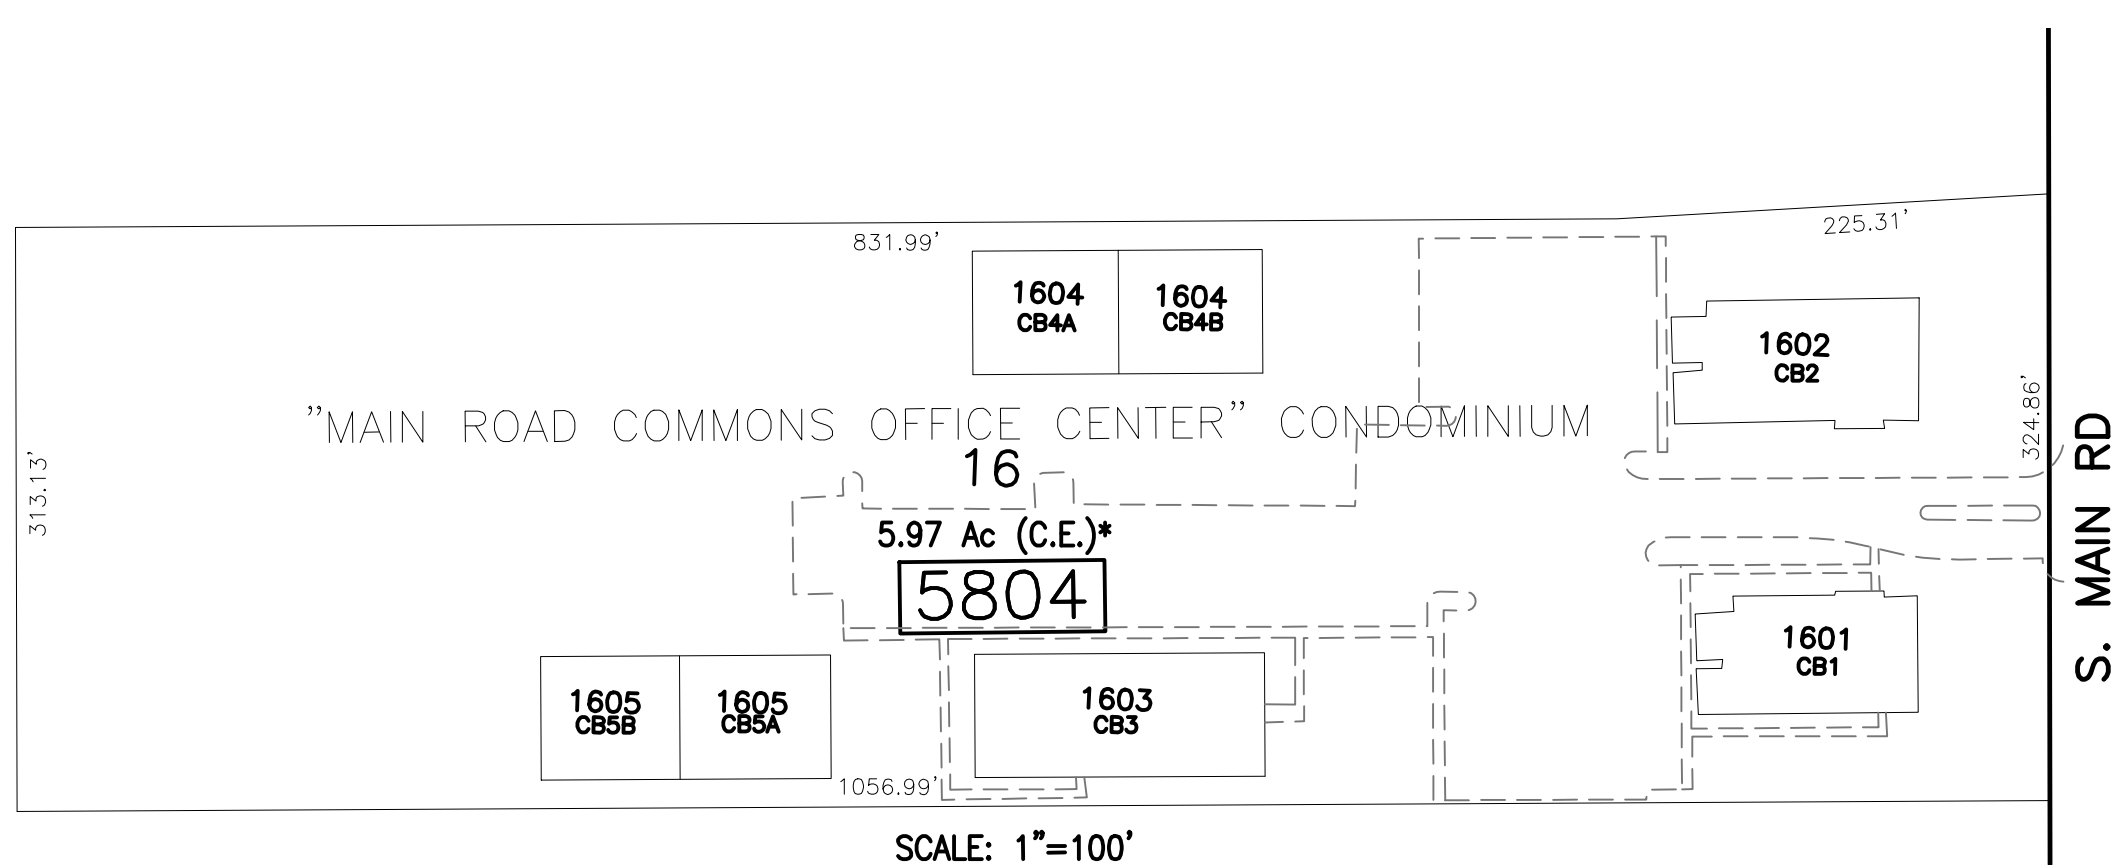 225.31'
831.99'
1604
CB4A
1604
CB4B
1602
CB2
324.86'
"MAIN ROAD COMMONS OFFICE CENTER" CONDOMINIUM
16
313.13'
5.97 Ac (C.E.)*
5804
S. MAIN RD
1601
CB1
1605
CB5B
1605
CB5A
1603
CB3
1056.99'
SCALE: 1"=100'